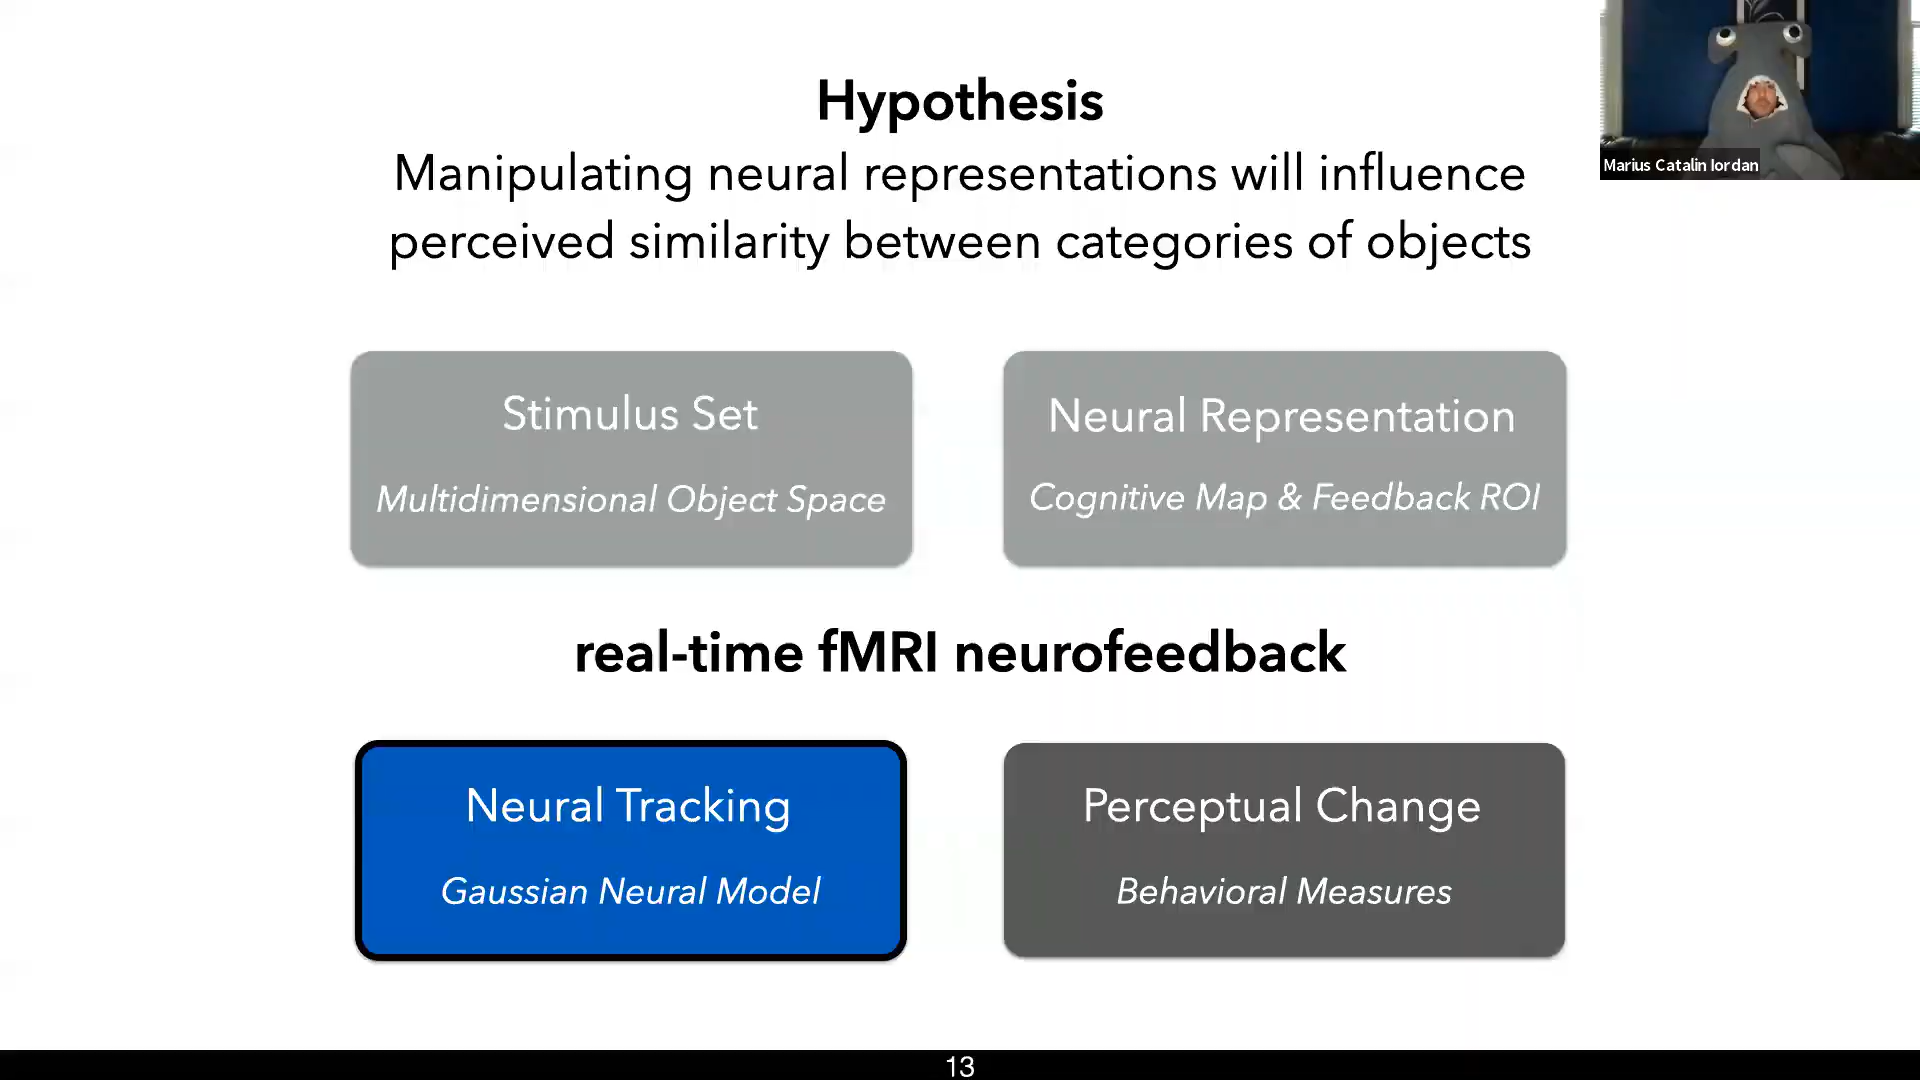 Hypothesis
Manipulating neural representations will influence
perceived similarity between categories of objects
Marius Catalin Iordan
Stimulus Set
Multidimensional Object Space
Neural Representation
Cognitive Map & Feedback ROI
real-time fMRI neurofeedback
Neural Tracking
Gaussian Neural Model
Perceptual Change
Behavioral Measures
13